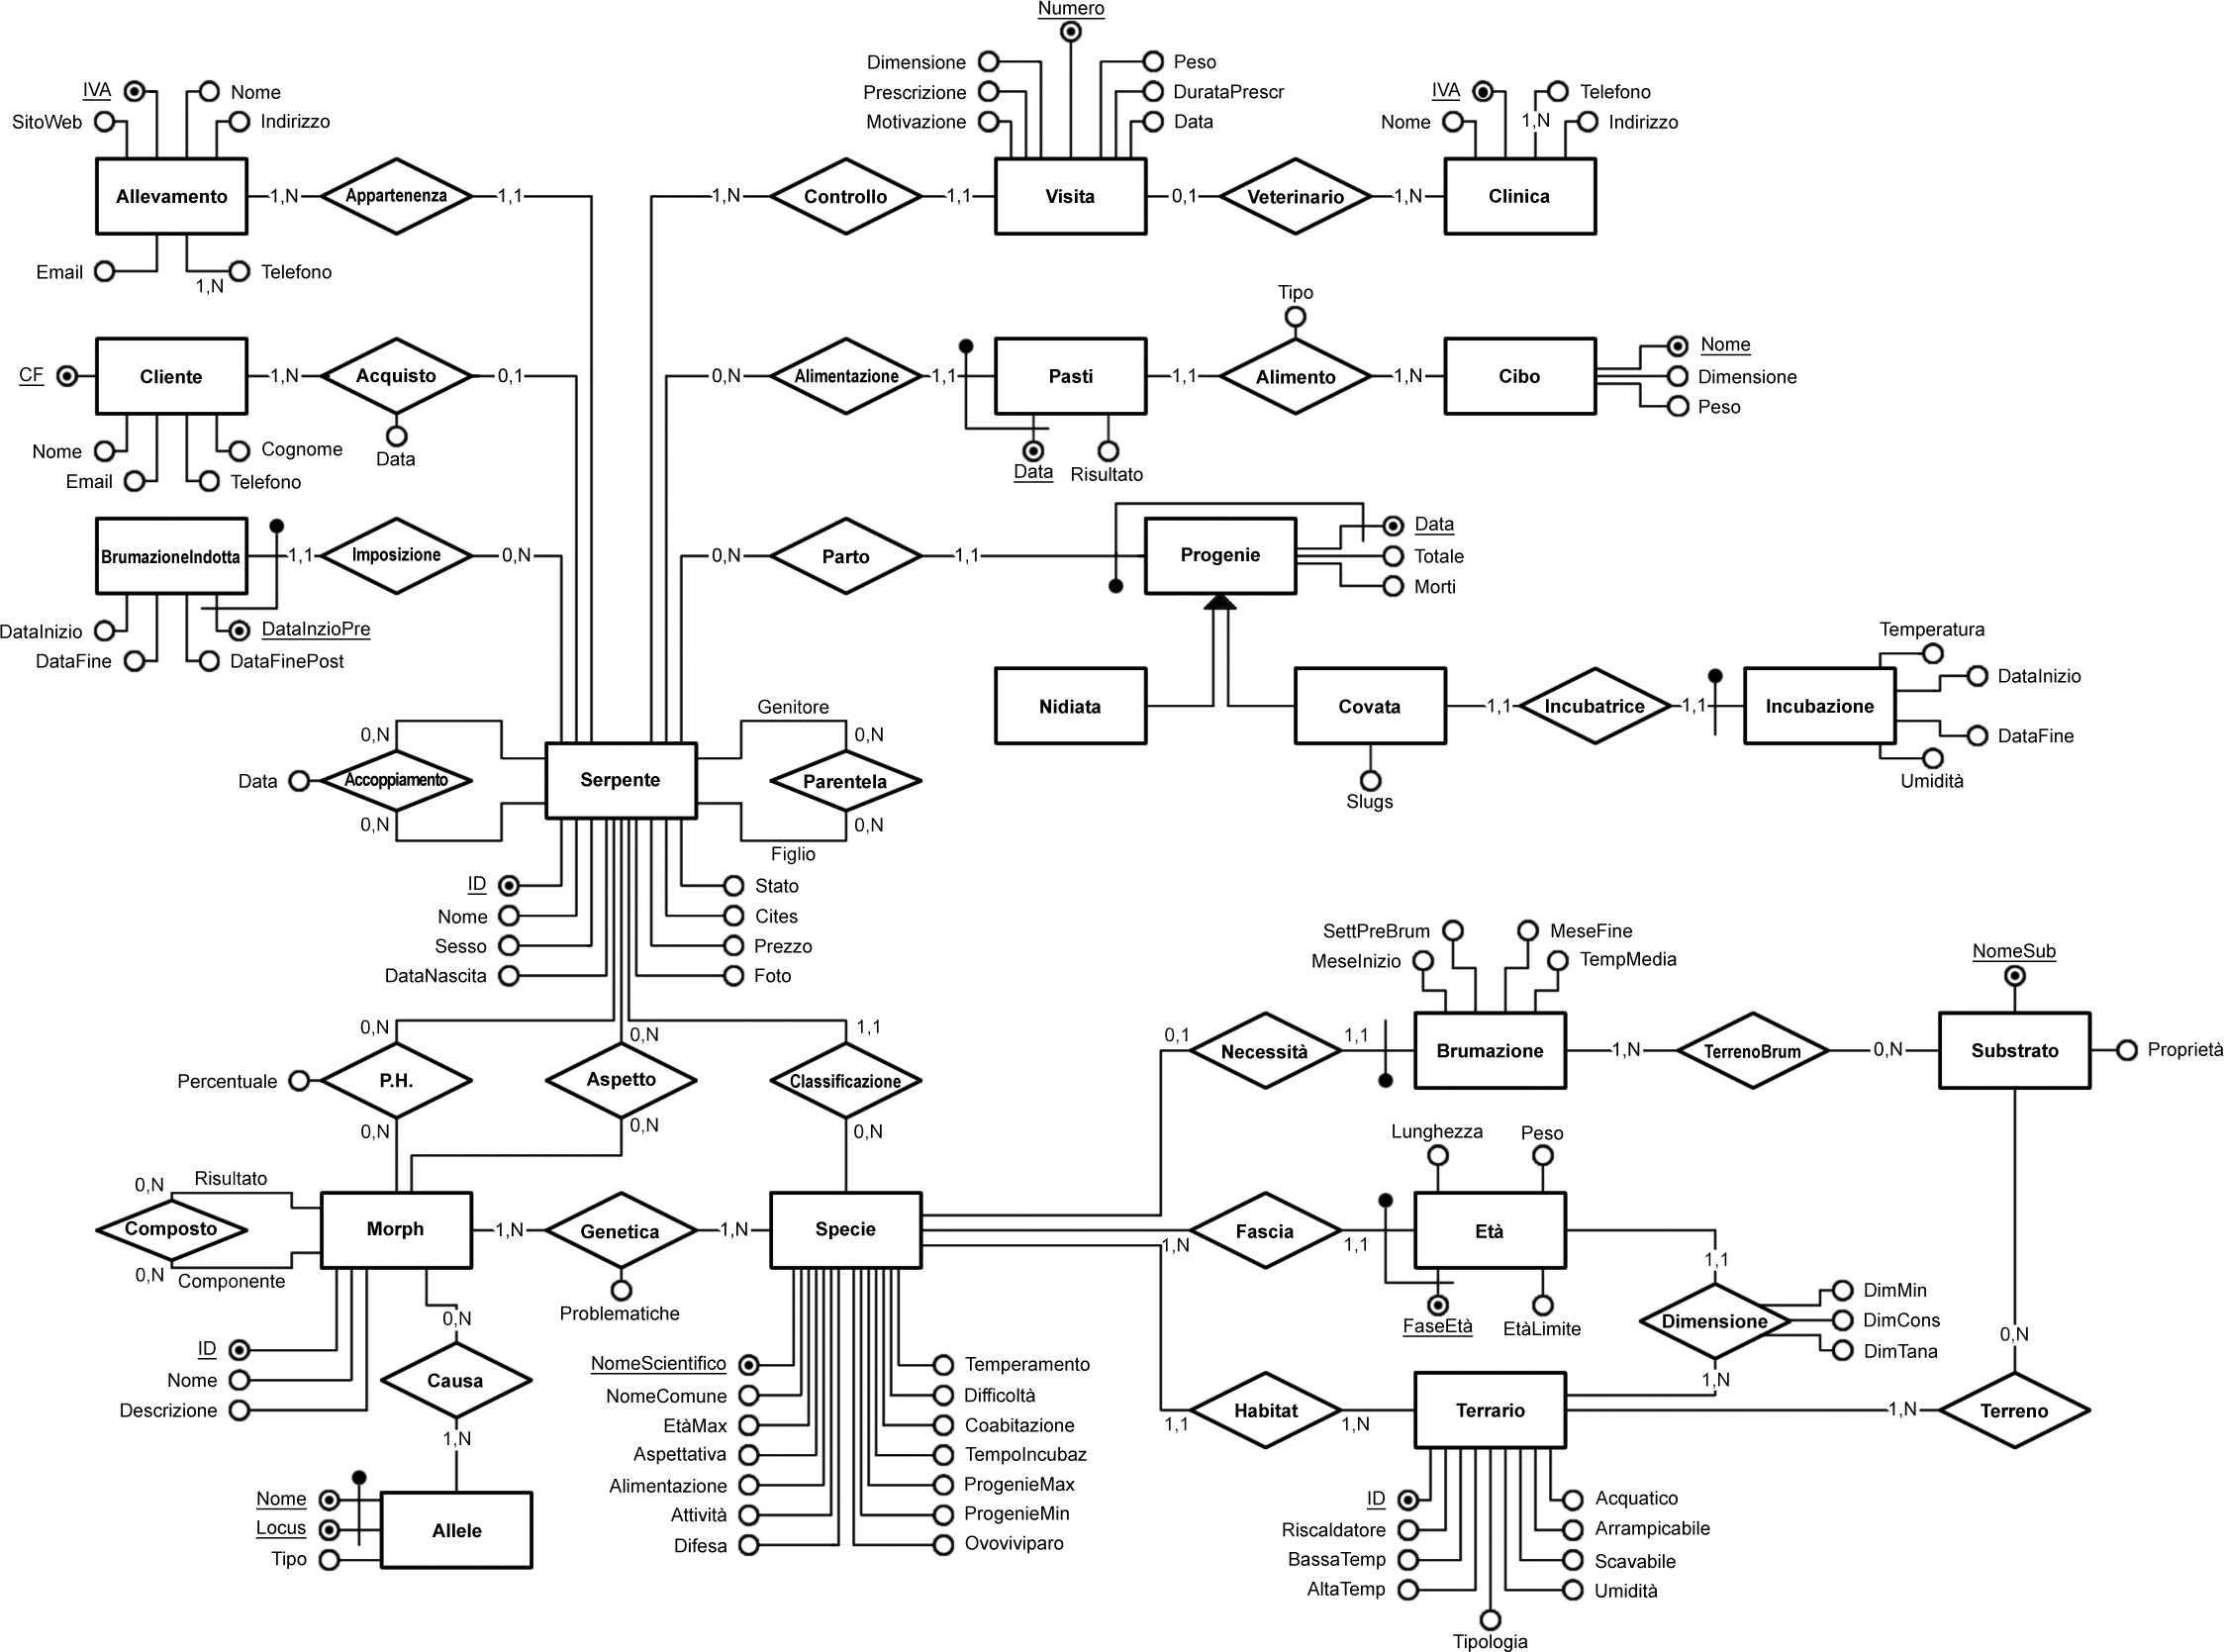 Numero
Dimensione
Peso
IVA
Nome
Prescrizione
DurataPrescr
IVA
Telefono
SitoWeb
Indirizzo
Motivazione
Data
Nome
1,N
Indirizzo
Allevamento
1,N
Appartenenza
1,1
1,N
Controllo
1,1
Visita
0,1
Veterinario
1,N
Clinica
Email
Telefono
1,N
Tipo
CF
Cliente
1,N
Acquisto
0,1
0,N
Alimentazione
1,1
Pasti
1,1
Alimento
1,N
Cibo
Nome
Dimensione
Peso
Nome
Cognome
Data
Email
Telefono
Data
Risultato
BrumazioneIndotta
1,1
Imposizione
0,N
0,N
Parto
1,1
Progenie
Data
Totale
Morti
DataInizio
DataInzioPre
DataFine
DataFinePost
Temperatura
DataInizio
Nidiata
Covata
1,1
Incubatrice
1,1
Incubazione
DataFine
Umidità
Slugs
Genitore
0,N
0,N
Data
Accoppiamento
Serpente
Parentela
0,N
0,N
Figlio
ID
Stato
Nome
Cites
Sesso
Prezzo
DataNascita
Foto
SettPreBrum
MeseFine
MeseInizio
TempMedia
NomeSub
0,N
0,N
1,1
0,1
Necessità
1,1
Brumazione
1,N
TerrenoBrum
0,N
Substrato
Proprietà
Percentuale
P.H.
Aspetto
Classificazione
0,N
0,N
0,N
Lunghezza
Peso
0,N
Risultato
Composto
Morph
1,N
Genetica
1,N
Specie
1,N
Fascia
1,1
Età
0,N
Componente
1,1
Problematiche
FaseEtà
EtàLimite
Dimensione
DimMin
DimCons
DimTana
0,N
0,N
ID
Nome
Descrizione
Causa
1,N
NomeScientifico
Temperamento
NomeComune
Difficoltà
EtàMax
Coabitazione
Aspettativa
TempoIncubaz
Alimentazione
ProgenieMax
Attività
ProgenieMin
Difesa
Ovoviviparo
1,1
Habitat
1,N
Terrario
1,N
1,N
Terreno
Nome
Locus
Tipo
Allele
ID
Acquatico
Riscaldatore
Arrampicabile
BassaTemp
Scavabile
AltaTemp
Umidità
Tipologia